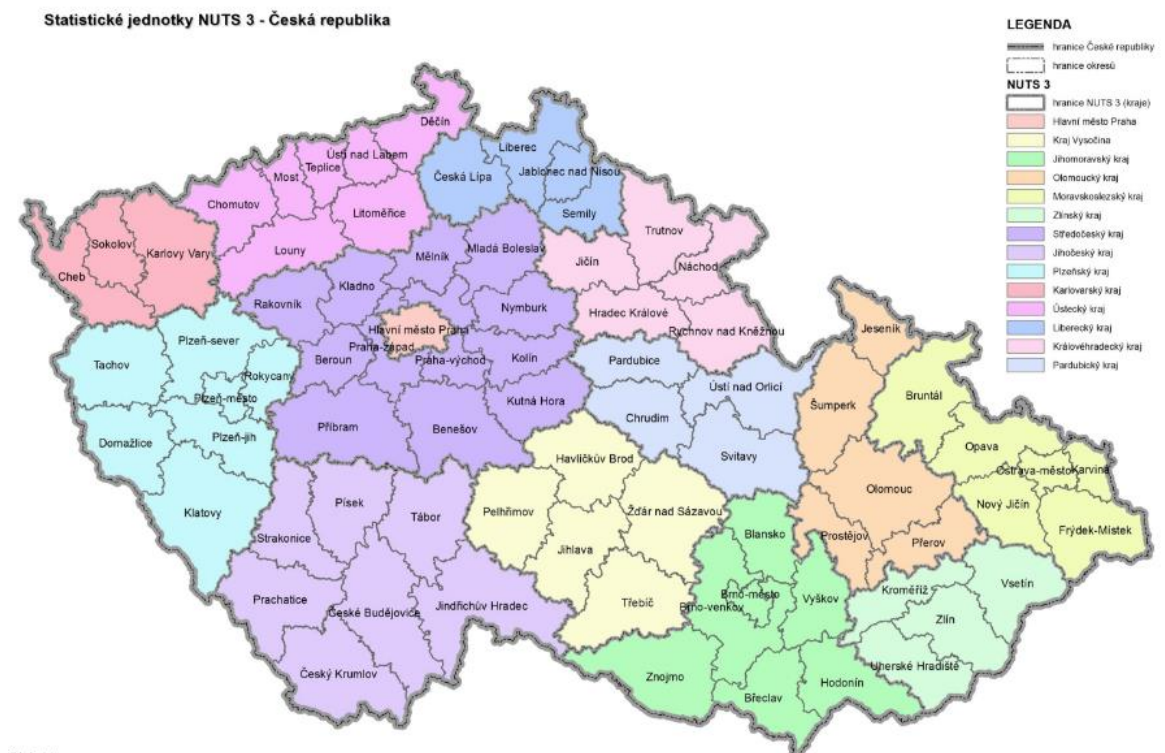 Statistické jednotky NUTS 3 - Česká republika
LEGENDA
hranice České republiky
hranice okresů
NUTS 3
hranice NUTS 3 (kraje)
Hlavní město Praha
Kraj Vysočina
Jihomoravský kraj
Olomoucký kraj
Moravskoslezský kraj
Zlínský kraj
Středočeský kraj
Jihočeský kraj
Plzeňský kraj
Karlovarský kraj
Ústecký kraj
Liberecký kraj
Královéhradecký kraj
Pardubický kraj
Děčín
Ústí nad Labem
Teplice
Most
Chomutov
Litoměřice
Louny
Liberec
Česká Lípa
Jablonec nad Nisou
Semily
Sokolov
Karlovy Vary
Cheb
Trutnov
Jičín
Náchod
Hradec Králové
Rychnov nad Kněžnou
Mělník
Mladá Boleslav
Kladno
Rakovník
Nymburk
Hlavní město Praha
Praha-západ
Praha-východ
Beroun
Kolín
Kutná Hora
Příbram
Benešov
Plzeň-sever
Tachov
Rokycany
Plzeň-město
Domažlice
Plzeň-jih
Klatovy
Pardubice
Ústí nad Orlicí
Chrudim
Svitavy
Jeseník
Šumperk
Olomouc
Prostějov
Přerov
Bruntál
Opava
Ostrava-město
Karviná
Nový Jičín
Frýdek-Místek
Havlíčkův Brod
Pelhřimov
Žďár nad Sázavou
Jihlava
Třebíč
Písek
Tábor
Strakonice
Prachatice
České Budějovice
Jindřichův Hradec
Český Krumlov
Blansko
Brno-město
Brno-venkov
Vyškov
Znojmo
Břeclav
Hodonín
Kroměříž
Vsetín
Zlín
Uherské Hradiště